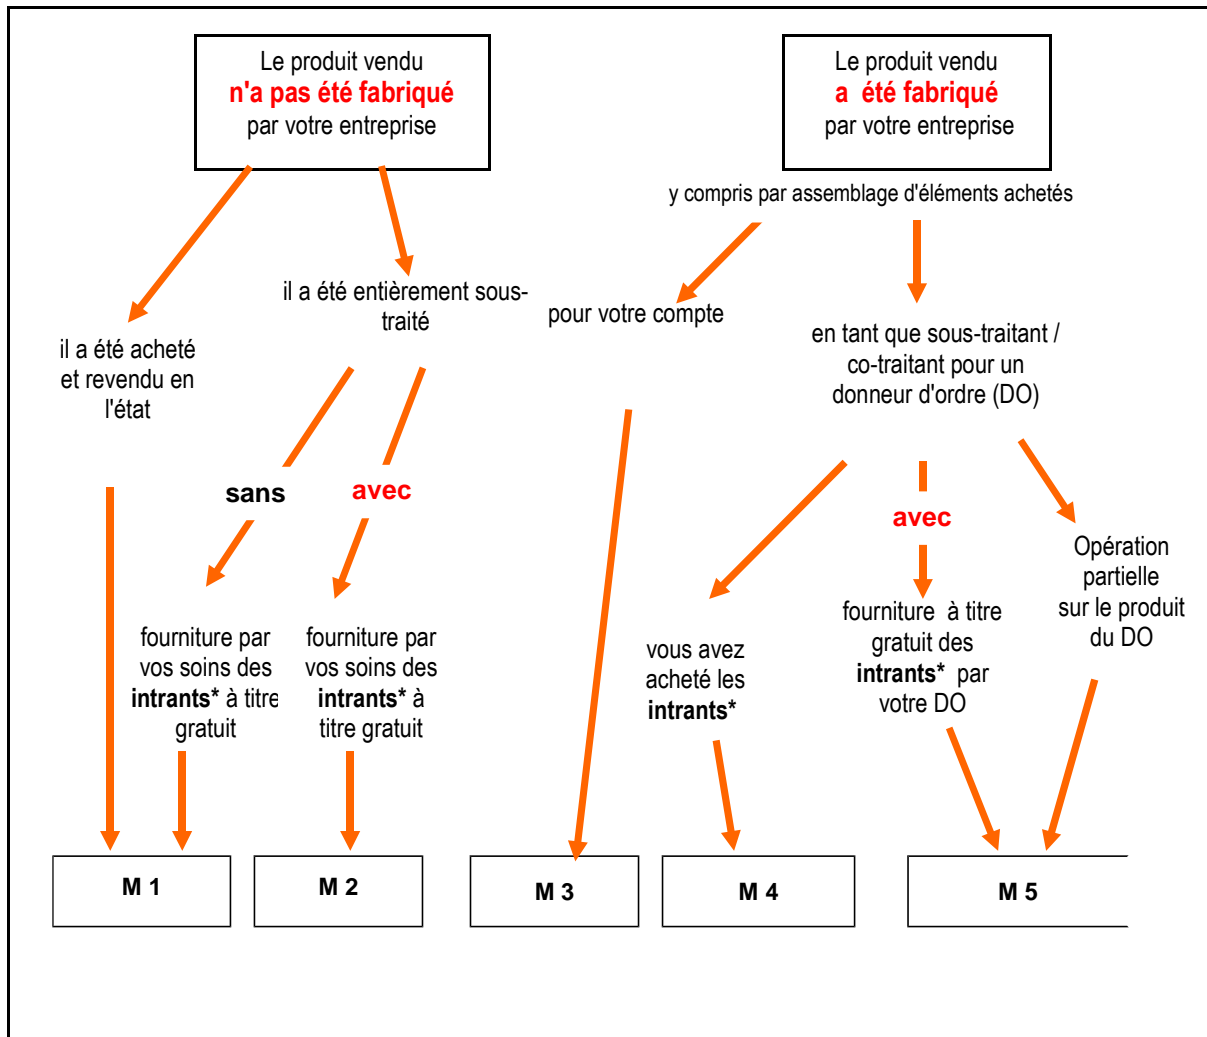 Le produit vendu
n'a pas été fabriqué
par votre entreprise
Le produit vendu
a été fabriqué
par votre entreprise
y compris par assemblage d'éléments achetés
il a été acheté
et revendu en
l'état
il a été entièrement sous-
traité
pour votre compte
en tant que sous-traitant /
co-traitant pour un
donneur d'ordre (DO)
sans
avec
avec
Opération
partielle
sur le produit
du DO
fourniture par
vos soins des
intrants* à titre
gratuit
fourniture par
vos soins des
intrants* à
titre gratuit
vous avez
acheté les
intrants*
fourniture à titre
gratuit des
intrants* par
votre DO
M 1
M 2
M 3
M 4
M 5